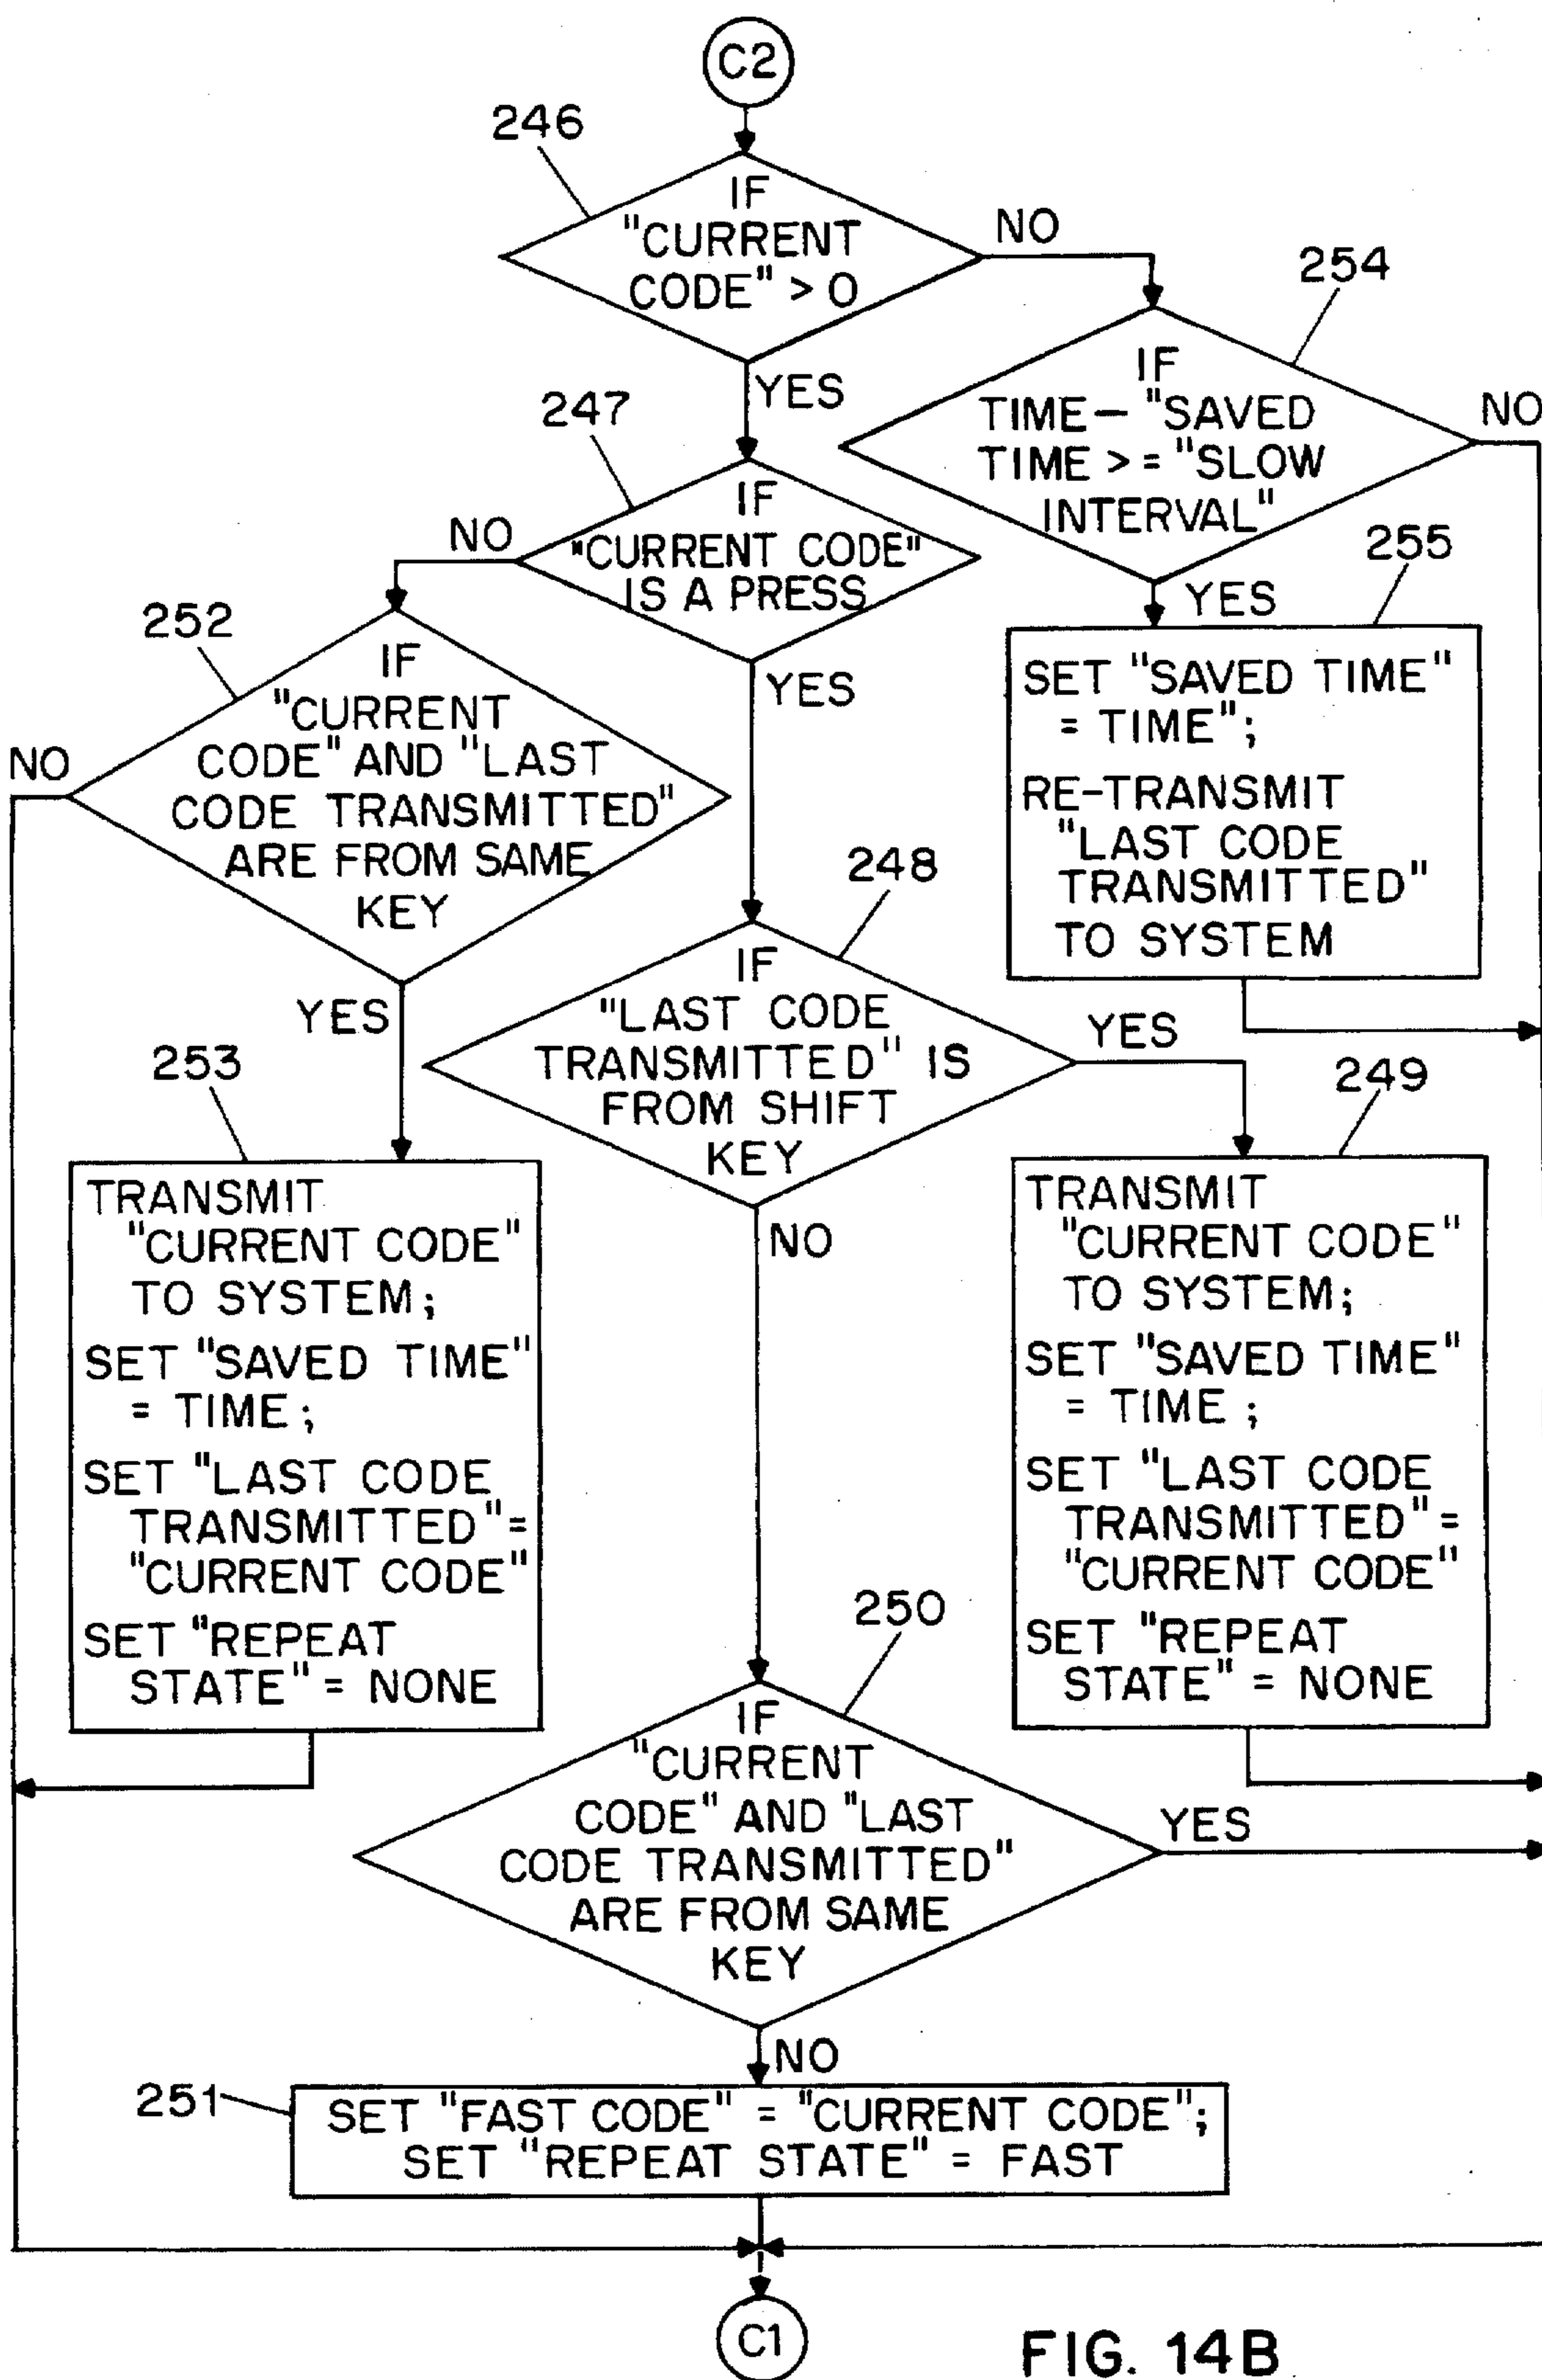 C2
246
IF
"CURRENT
CODE" > 0
NO
YES
254
IF
TIME — "SAVED
TIME > = "SLOW
INTERVAL"
NO
YES
247
IF
"CURRENT CODE"
IS A PRESS
NO
YES
255
SET "SAVED TIME"
= TIME";
RE-TRANSMIT
"LAST CODE
TRANSMITTED"
TO SYSTEM
252
IF
"CURRENT
CODE" AND "LAST
CODE TRANSMITTED"
ARE FROM SAME
KEY
NO
YES
248
IF
"LAST CODE
TRANSMITTED" IS
FROM SHIFT
KEY
YES
NO
253
TRANSMIT
"CURRENT CODE"
TO SYSTEM;
SET "SAVED TIME"
= TIME;
SET "LAST CODE
TRANSMITTED" =
"CURRENT CODE"
SET "REPEAT
STATE" = NONE
249
TRANSMIT
"CURRENT CODE"
TO SYSTEM;
SET "SAVED TIME"
= TIME;
SET "LAST CODE
TRANSMITTED" =
"CURRENT CODE"
SET "REPEAT
STATE" = NONE
250
IF
"CURRENT
CODE" AND "LAST
CODE TRANSMITTED"
ARE FROM SAME
KEY
YES
NO
251
SET "FAST CODE" = "CURRENT CODE";
SET "REPEAT STATE" = FAST
C1
FIG. 14B